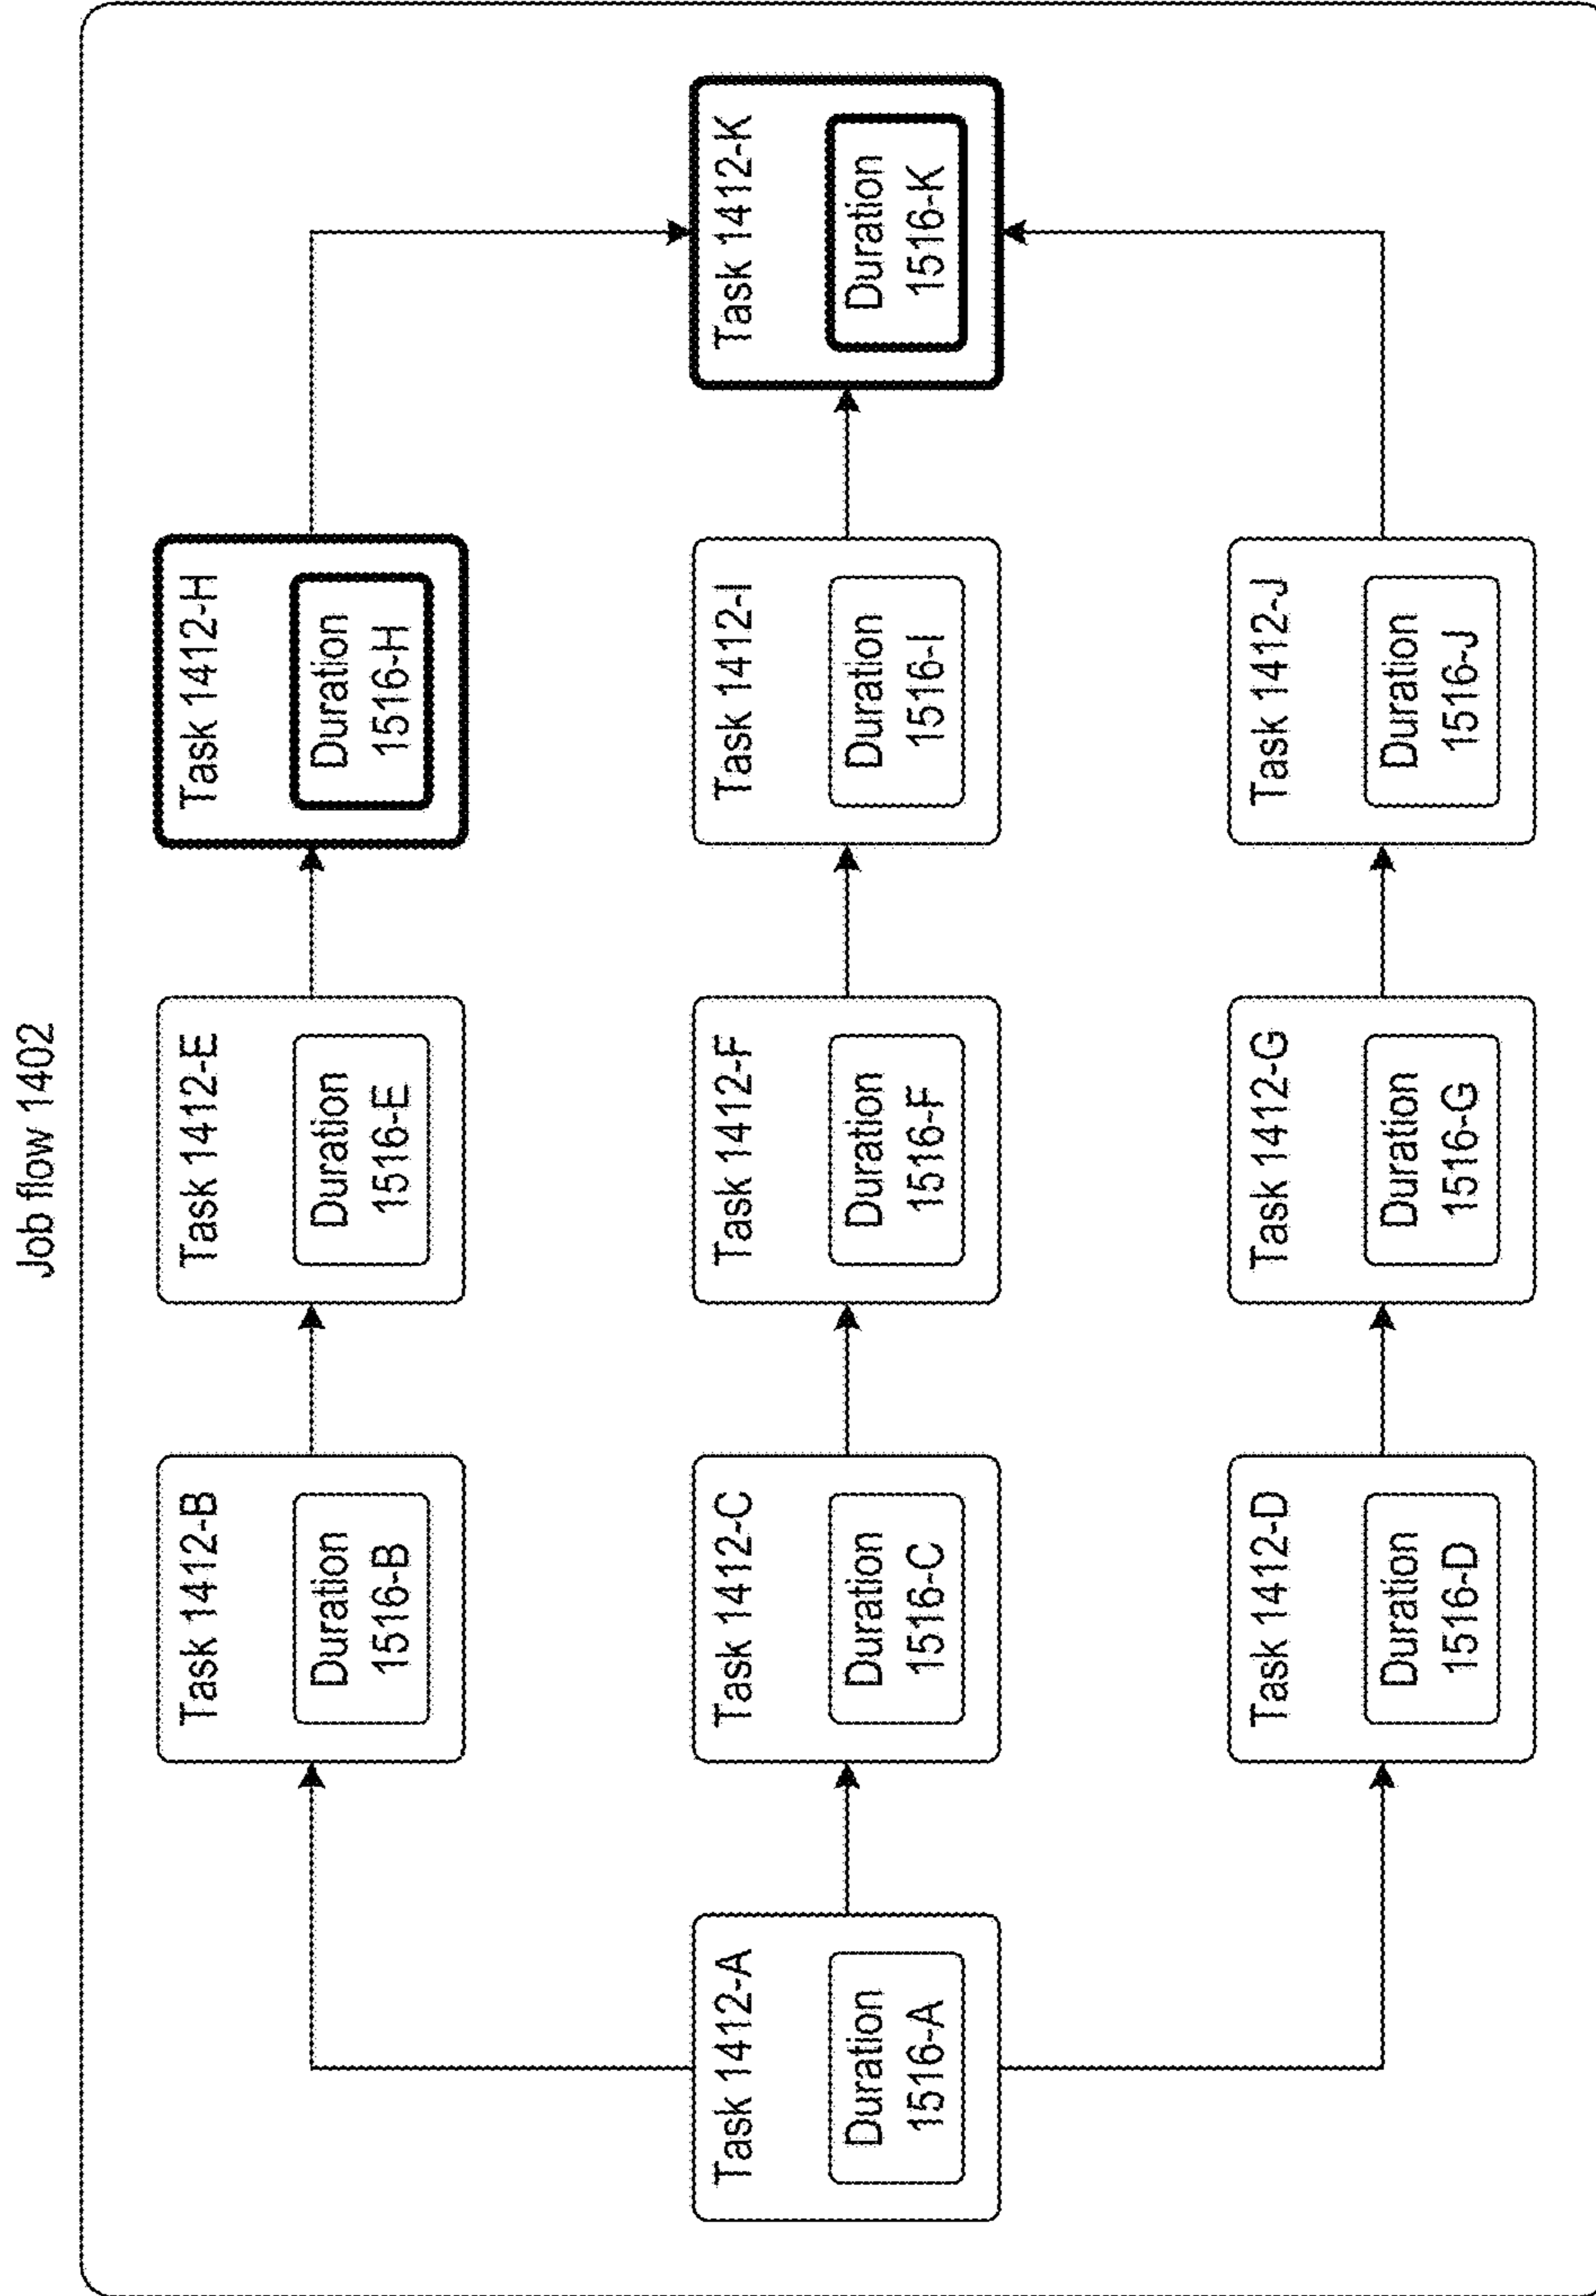 Job flow 1402
Task 1412-A
Duration
1516-A
Task 1412-B
Duration
1516-B
Task 1412-E
Duration
1516-E
Task 1412-H
Duration
1516-H
Task 1412-C
Duration
1516-C
Task 1412-F
Duration
1516-F
Task 1412-I
Duration
1516-I
Task 1412-K
Duration
1516-K
Task 1412-D
Duration
1516-D
Task 1412-G
Duration
1516-G
Task 1412-J
Duration
1516-J